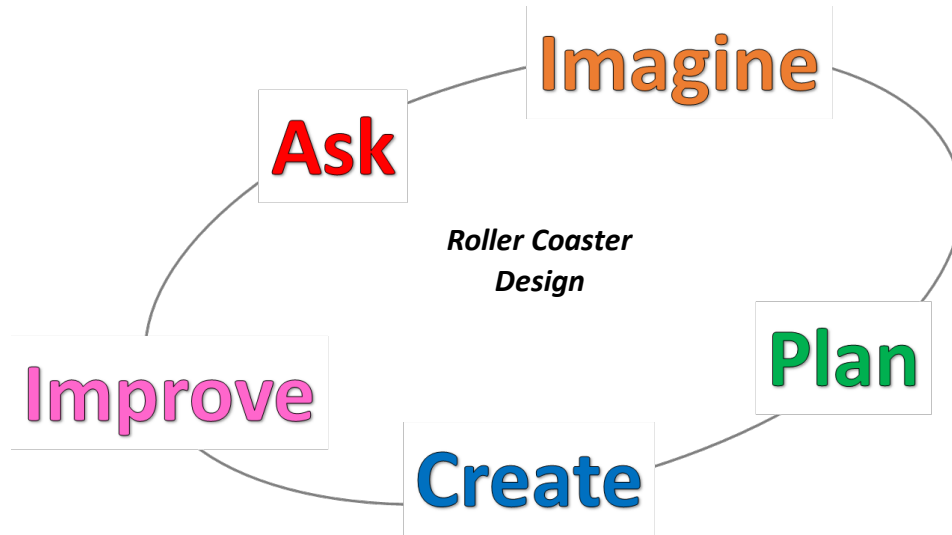 Imagine
Ask
Roller Coaster
Design
Plan
Improve
Create